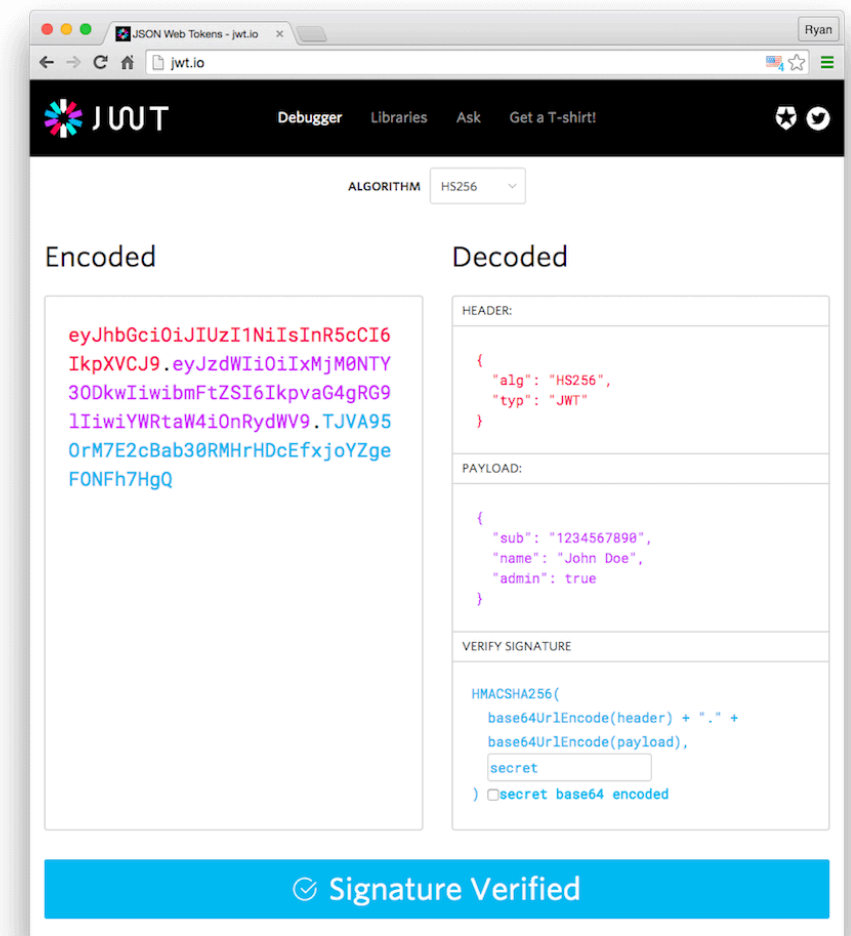 JSON Web Tokens - jwt.io
Ryan
jwt.io
4
JWT
Debugger Libraries Ask Get a T-shirt!
ALGORITHM HS256
Encoded
Decoded
eyJhbGciOiJIUzI1NiIsInR5cCI6
IkpXVCJ9.eyJzdWIiOiIxMjM0NTY
3ODkwIiwibmFtZSI6IkpvaG4gRG9
lIiwiYWRtaW4iOnRydWV9.TJVA95
OrM7E2cBab30RMHrHDcEfxjoYZge
FONFh7HgQ
HEADER:
{
"alg": "HS256",
"typ": "JWT"
}
PAYLOAD:
{
"sub": "1234567890",
"name": "John Doe",
"admin": true
}
VERIFY SIGNATURE
HMACSHA256(
base64UrlEncode(header) + "." +
base64UrlEncode(payload),
secret
) secret base64 encoded
Signature Verified